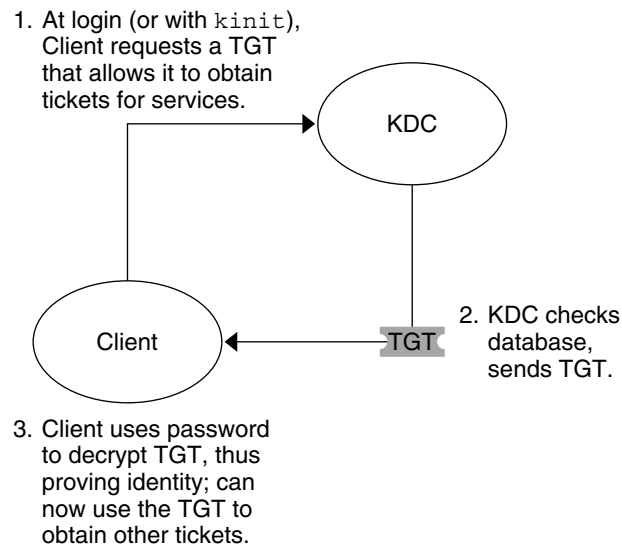 1. At login (or with kinit),
Client requests a TGT
that allows it to obtain
tickets for services.
KDC
Client
TGT
2. KDC checks
database,
sends TGT.
3. Client uses password
to decrypt TGT, thus
proving identity; can
now use the TGT to
obtain other tickets.